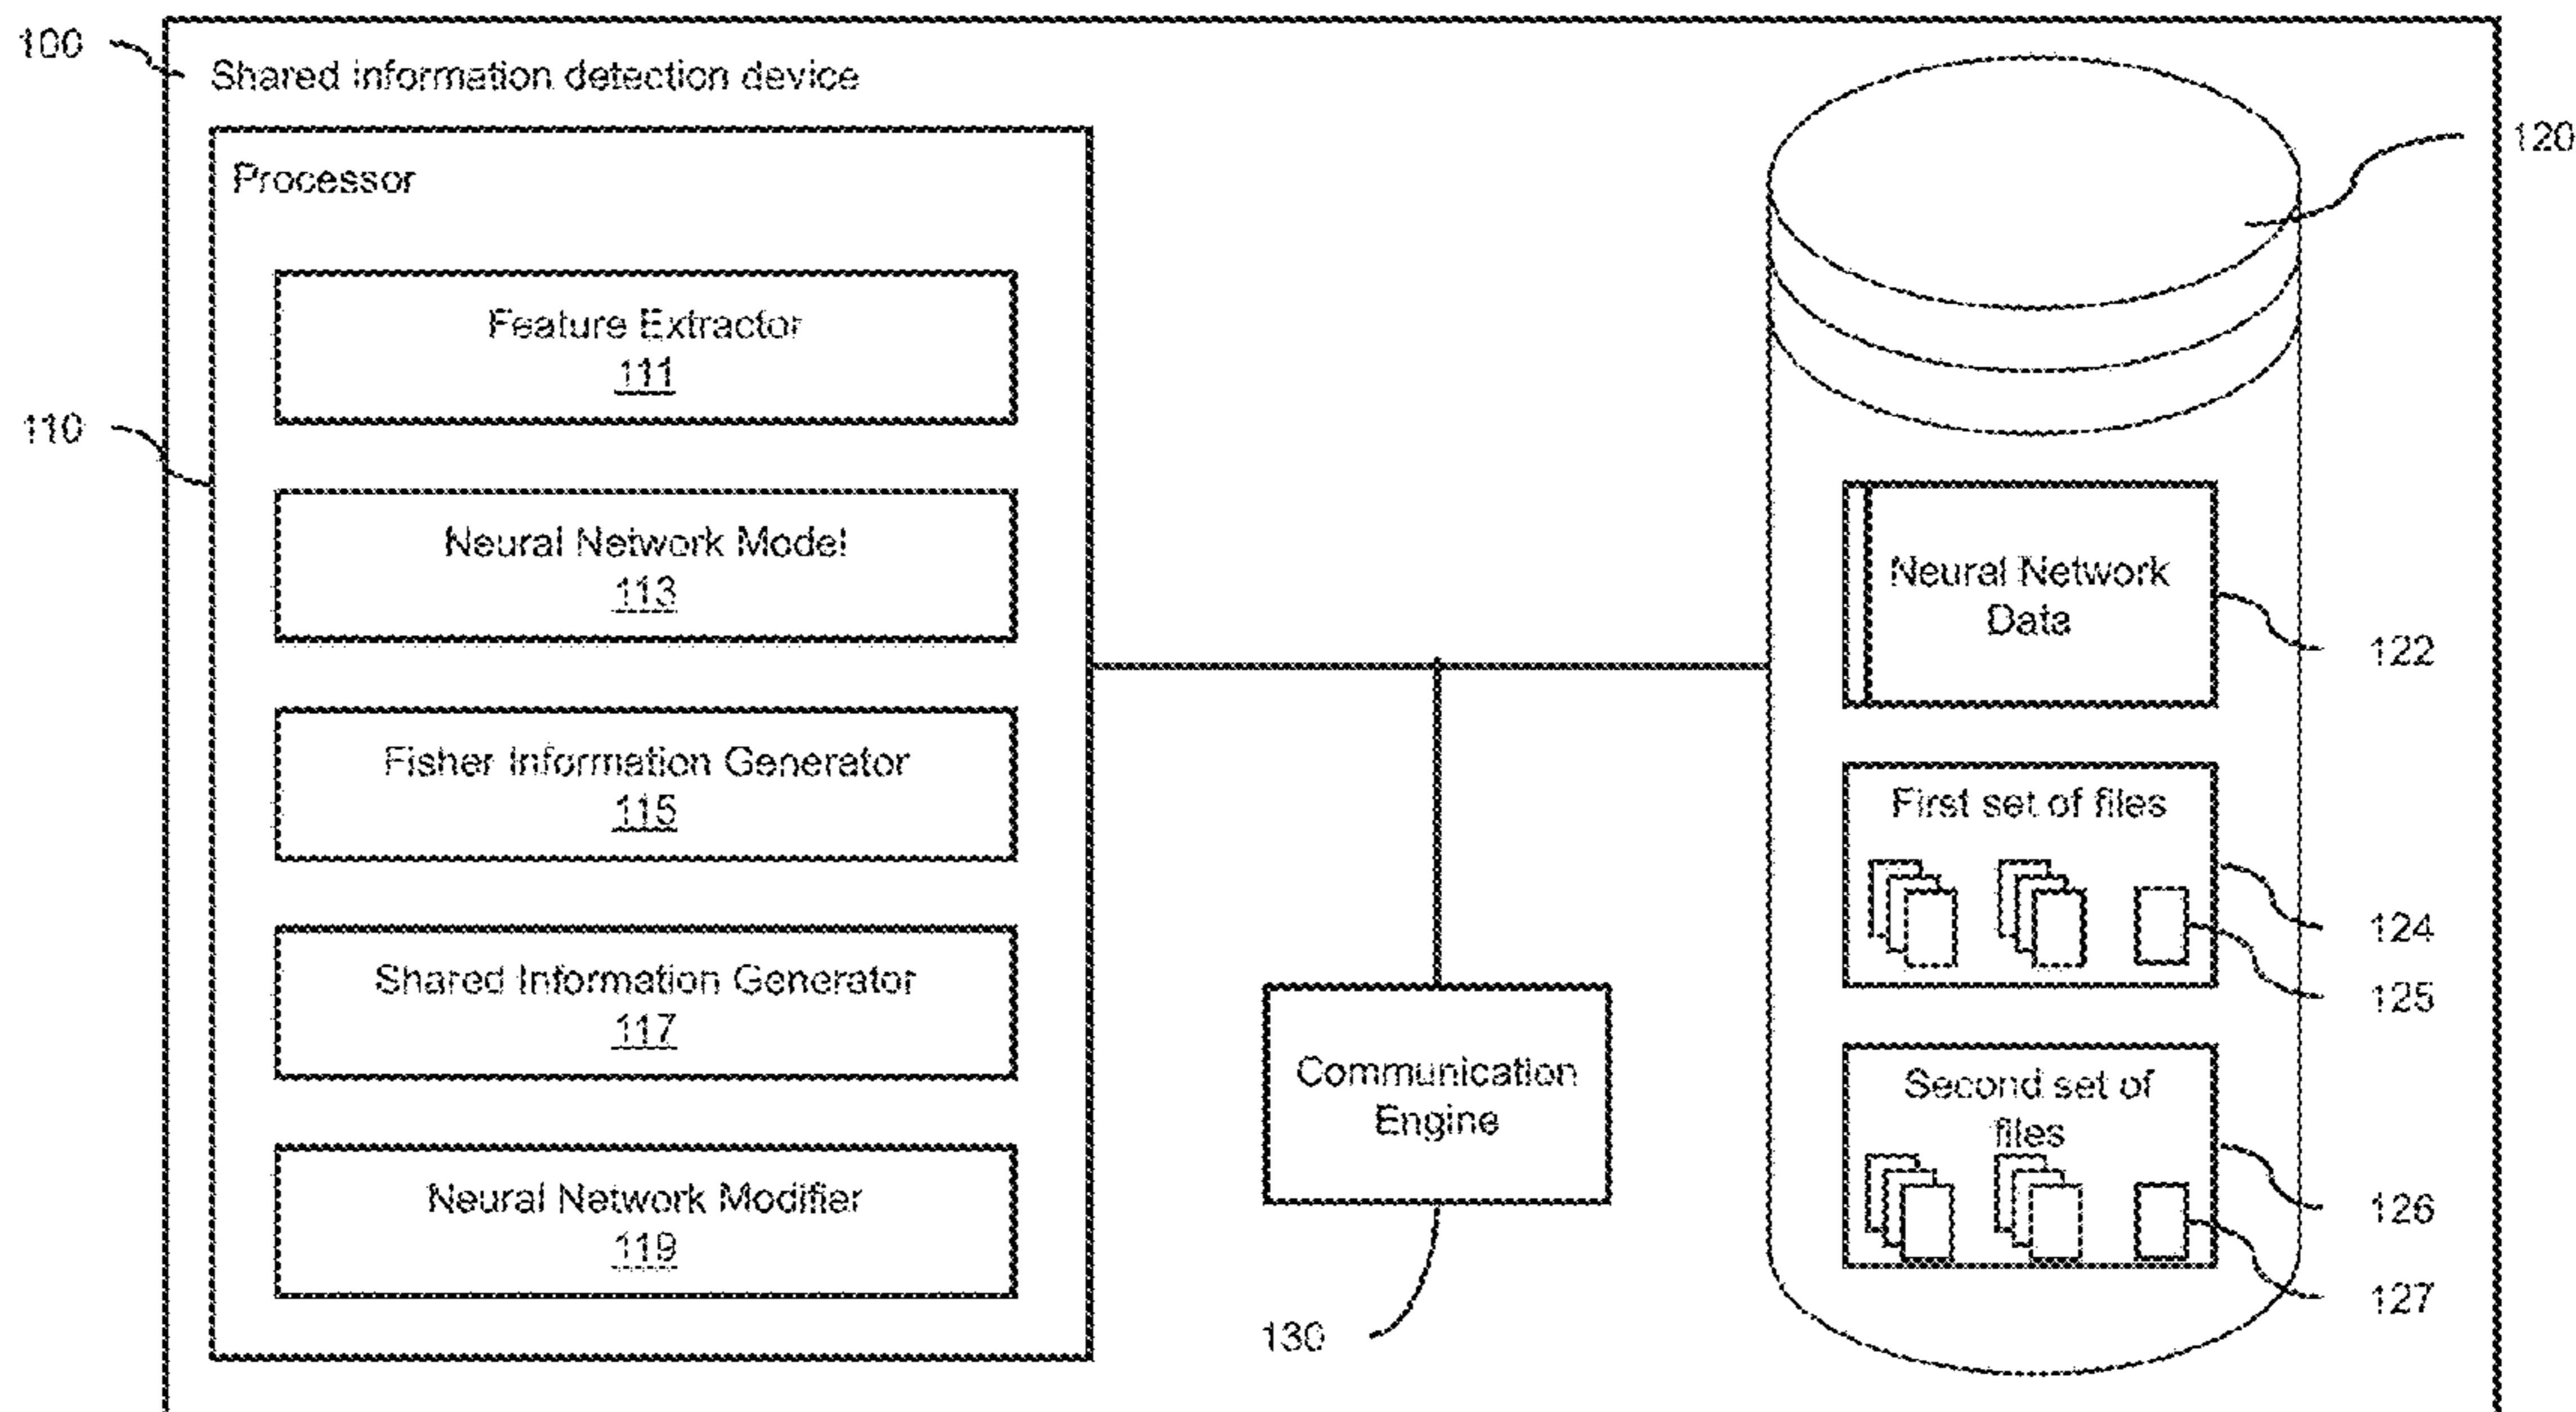 100
Shared information detection device
120
Processor
Feature Extractor
111
110
Neural Network Model
113
Neural Network
Data
122
Fisher Information Generator
115
First set of files
124
125
Shared Information Generator
117
Communication
Engine
Second set of
files
126
127
Neural Network Modifier
119
130